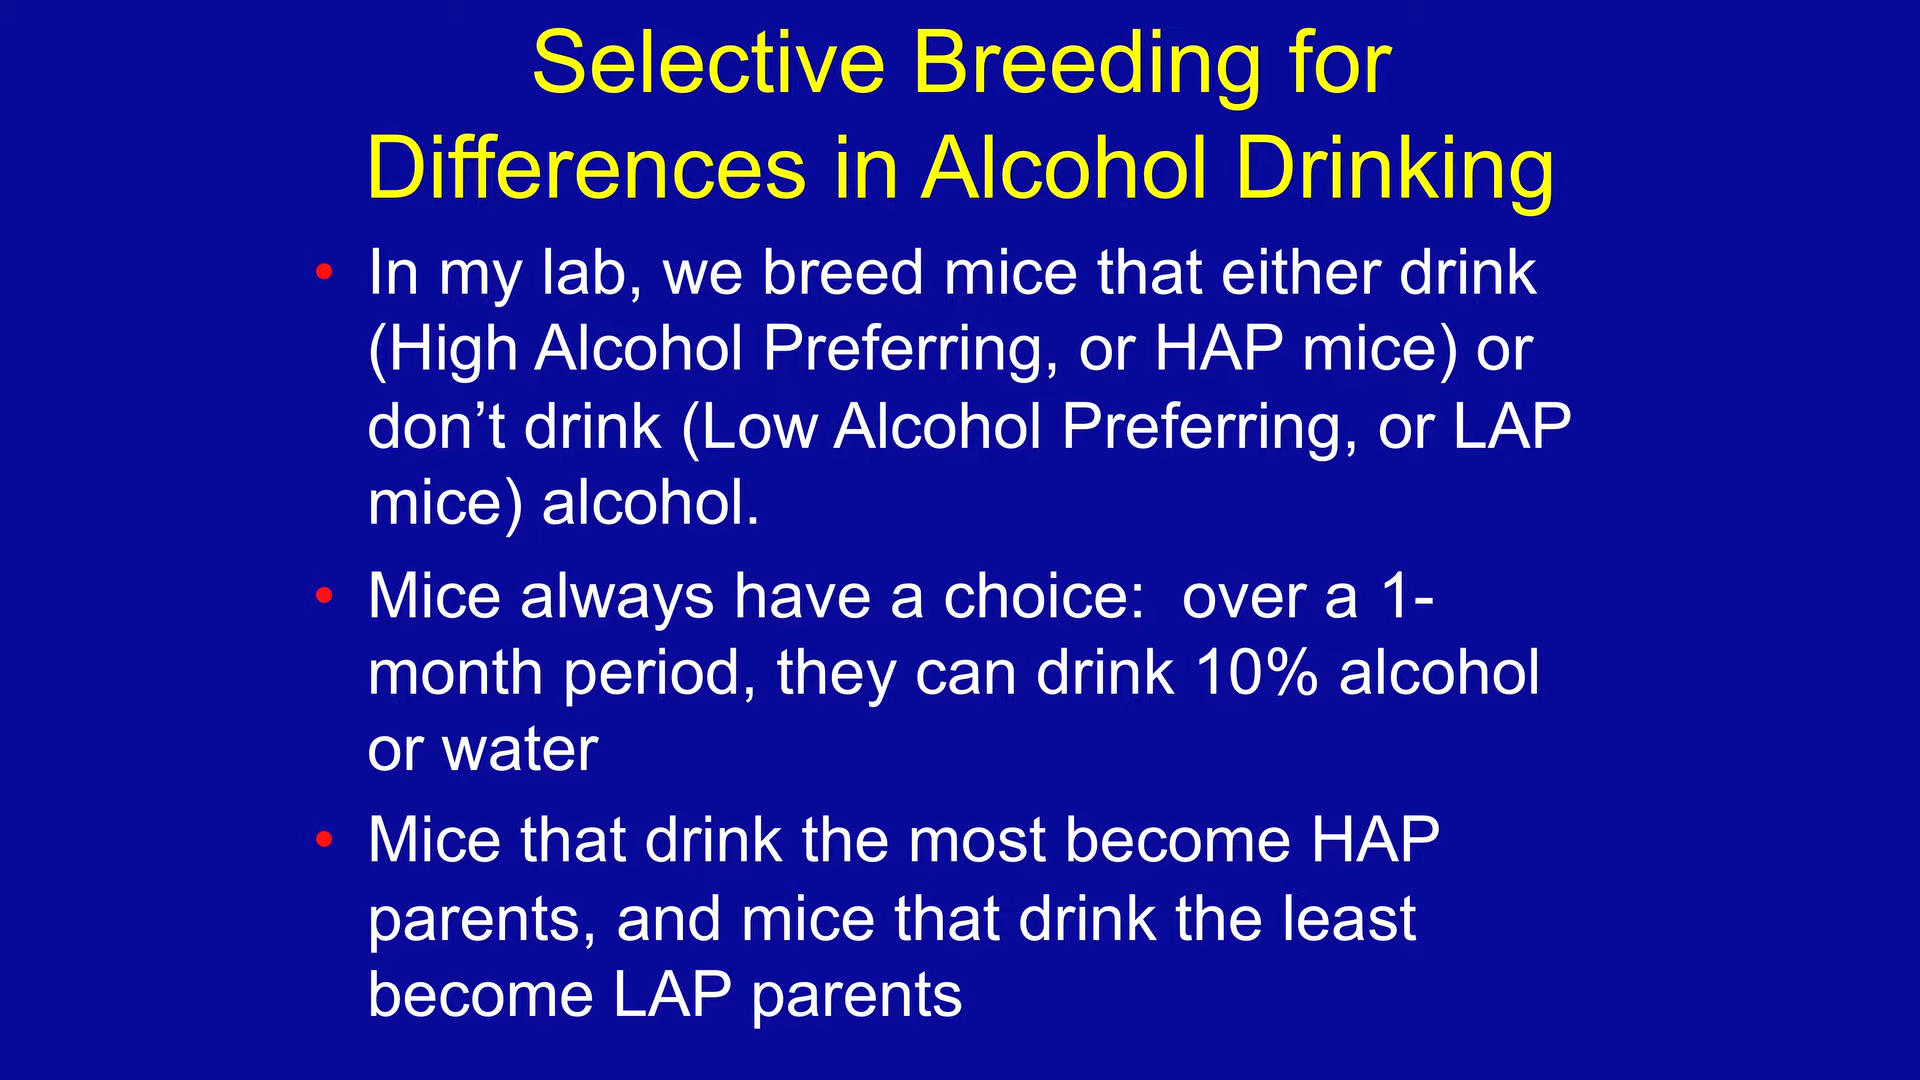 Selective Breeding for
Differences in Alcohol Drinking
• In my lab, we breed mice that either drink
(High Alcohol Preferring, or HAP mice) or
don’t drink (Low Alcohol Preferring, or LAP
mice) alcohol.
• Mice always have a choice:  over a 1-
month period, they can drink 10% alcohol
or water
• Mice that drink the most become HAP
parents, and mice that drink the least
become LAP parents